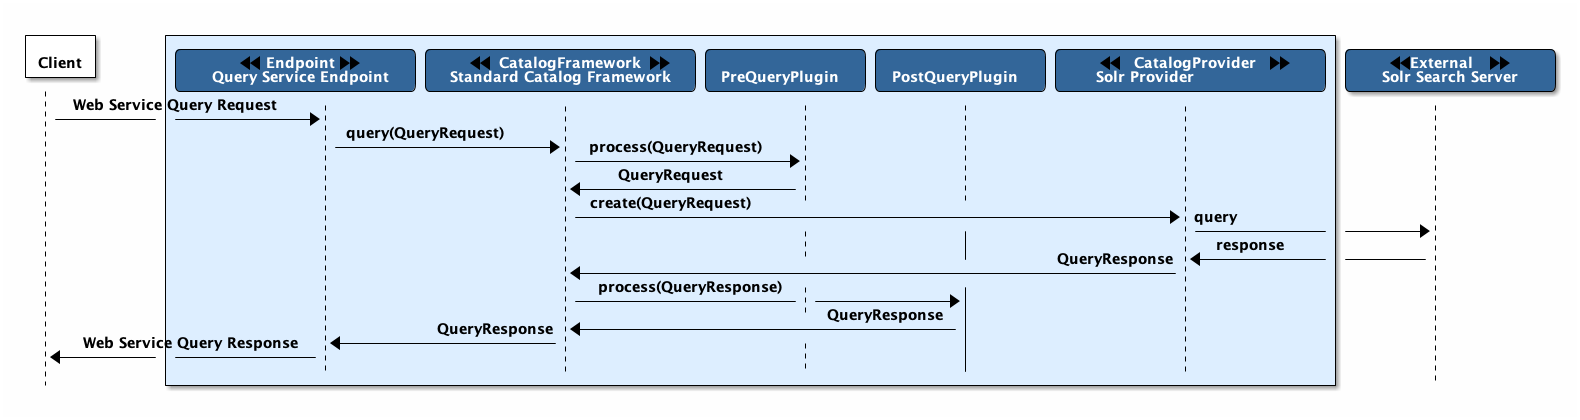 Client
Endpoint
Query Service Endpoint
CatalogFramework
Standard Catalog Framework
PreQueryPlugin
PostQueryPlugin
CatalogProvider
Solr Provider
External
Solr Search Server
Web Service Query Request
query(QueryRequest)
process(QueryRequest)
QueryRequest
create(QueryRequest)
query
response
QueryResponse
process(QueryResponse)
QueryResponse
QueryResponse
Web Service Query Response